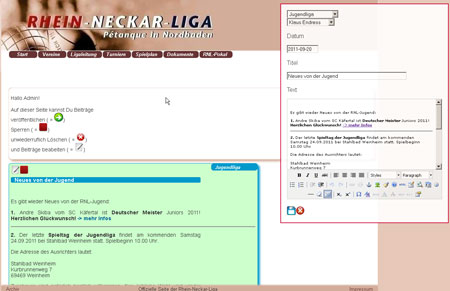 RHEIN-NECKAR-LIGA
Pétanque in Nordbaden
Start Vereine Ligaleitung Turniere Spielplan Dokumente RNL-Pokal
Hallo Admin!
Auf dieser Seite kannst Du Beiträge
veröffentlichen ( = ),
Sperren ( = )
unwiederruflich Löschen ( = )
und Beiträge beabeiten ( = )
Jugendliga
Neues von der Jugend
Es gibt wieder Neues von der RNL-Jugend:
1. Andre Skiba vom SC Käfertal ist Deutscher Meister Juniors 2011!
Herzlichen Glückwunsch! -> mehr Infos
2. Der letzte Spieltag der Jugendliga findet am kommenden Samstag
24.09.2011 bei Stahlbad Weinheim statt. Spielbeginn 10.00 Uhr.
Die Adresse des Ausrichters lautet:
Stahlbad Weinheim
Kurbrunnenweg 7
69469 Weinheim
Archiv Offizielle Seite der Rhein-Neckar-Liga Impressum
Jugendliga
Klaus Endress
Datum
2011-09-20
Titel
Neues von der Jugend
Text
Es gibt wieder Neues von der RNL-Jugend:
1. Andre Skiba vom SC Käfertal ist Deutscher Meister Juniors 2011!
Herzlichen Glückwunsch! -> mehr Infos
2. Der letzte Spieltag der Jugendliga findet am kommenden
Samstag 24.09.2011 bei Stahlbad Weinheim statt. Spielbeginn
10.00 Uhr.
Die Adresse des Ausrichters lautet:
Stahlbad Weinheim
Kurbrunnenweg 7
Styles Paragraph